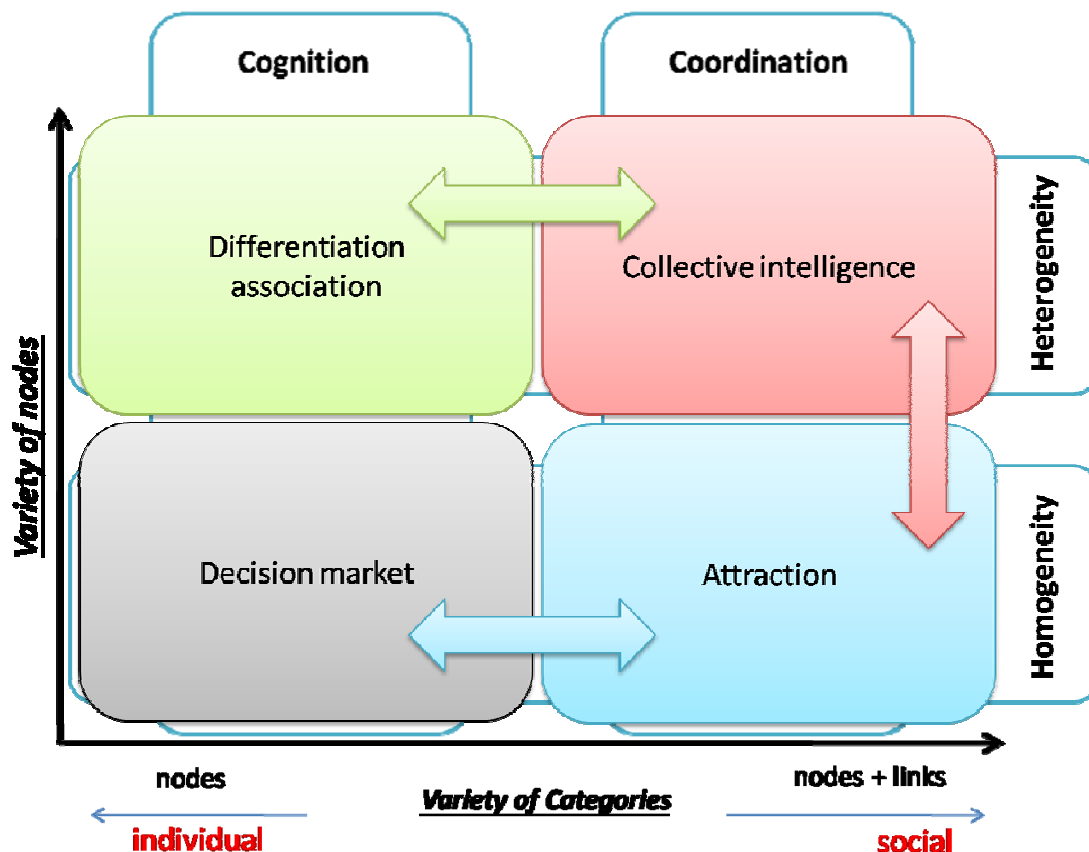 Cognition
Coordination
Differentiation
association
Collective intelligence
Heterogeneity
Variety of nodes
Decision market
Attraction
Homogeneity
nodes
nodes + links
Variety of Categories
individual
social